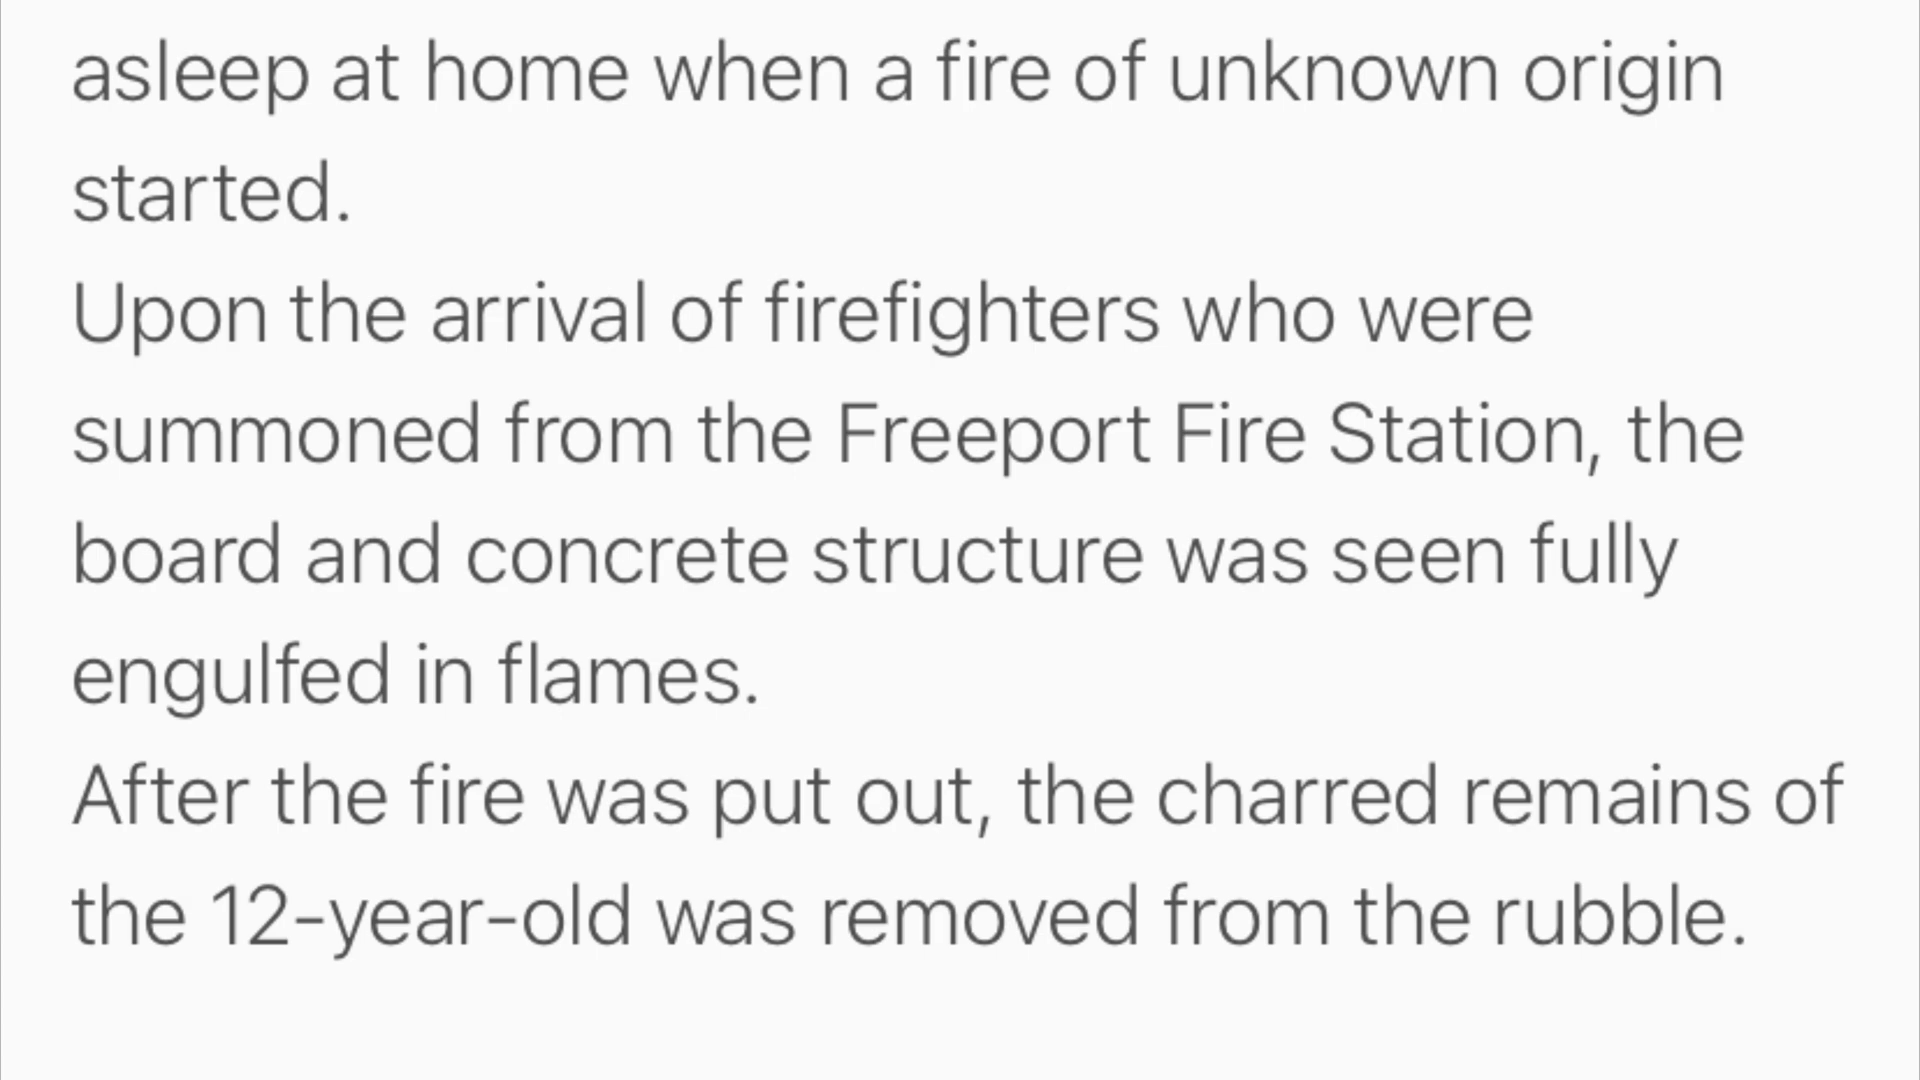 asleep at home when a fire of unknown origin
started.
Upon the arrival of firefighters who were
summoned from the Freeport Fire Station, the
board and concrete structure was seen fully
engulfed in flames.
After the fire was put out, the charred remains of
the 12-year-old was removed from the rubble.